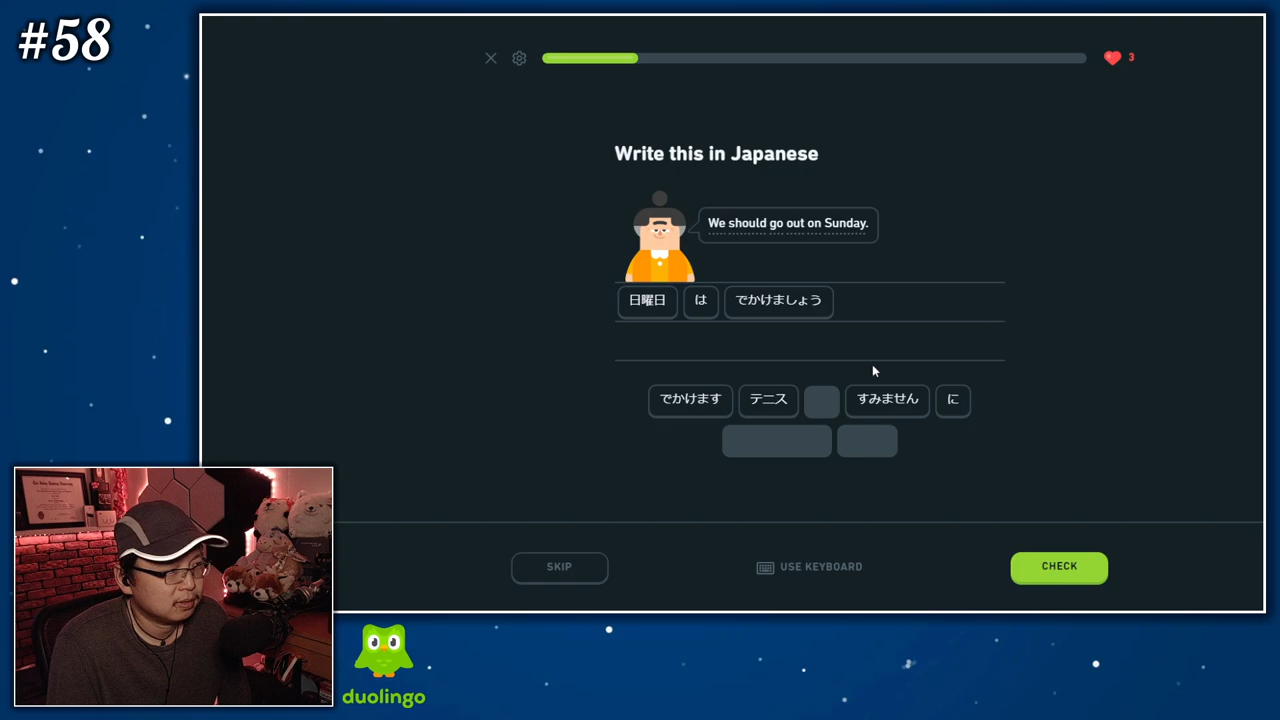 #58
3
Write this in Japanese
We should go out on Sunday.
日曜日 は でかけましょう
でかけます テニス すみません に
SKIP USE KEYBOARD CHECK
duolingo